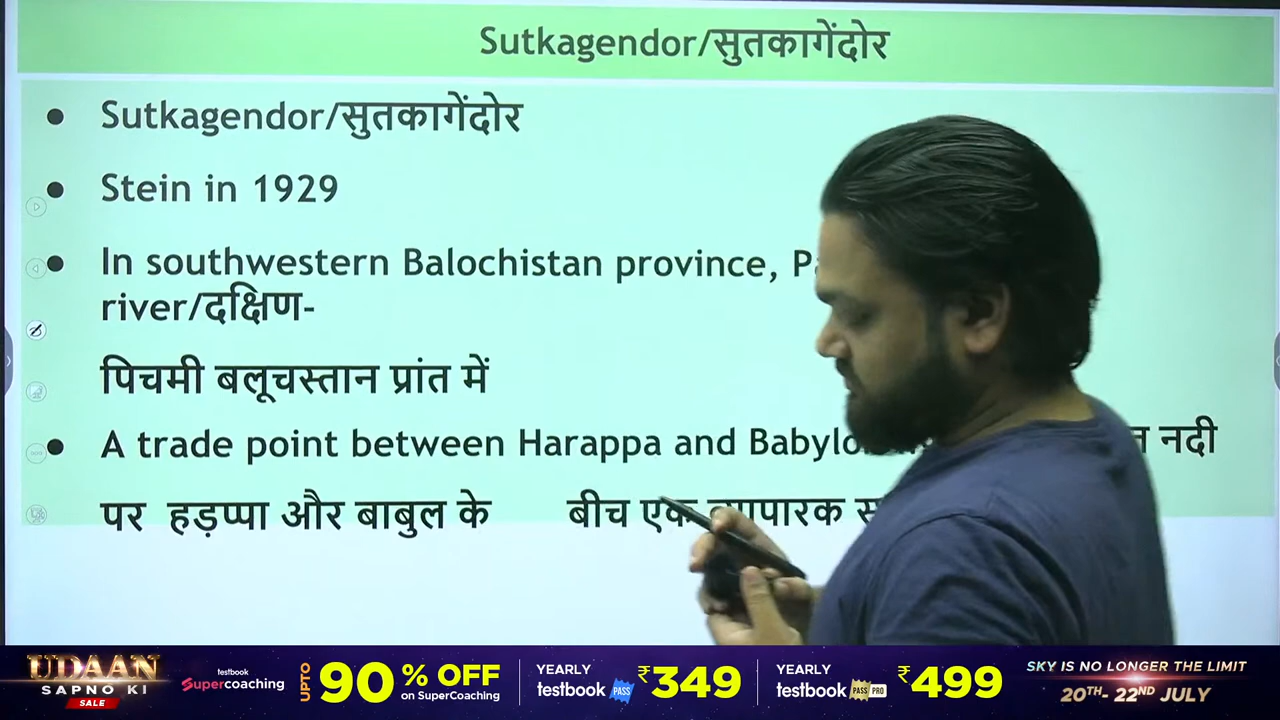 Sutkagendor/सुतकागेंदोर
Sutkagendor/सुतकागेंदोर
Stein in 1929
In southwestern Balochistan province,
river/दक्षिण-
पिचमी बलूचस्तान प्रांत में
A trade point between Harappa and नदी
पर हड़प्पा और बाबुल के बीच एक
UDAAN
SAPNO KI
SALE
testbook
Supercoaching
UPTO 90% OFF
on SuperCoaching
YEARLY
testbook PASS
₹349
YEARLY
testbook PASS PRO
₹499
SKY IS NO LONGER THE LIMIT
20TH- 22ND JULY